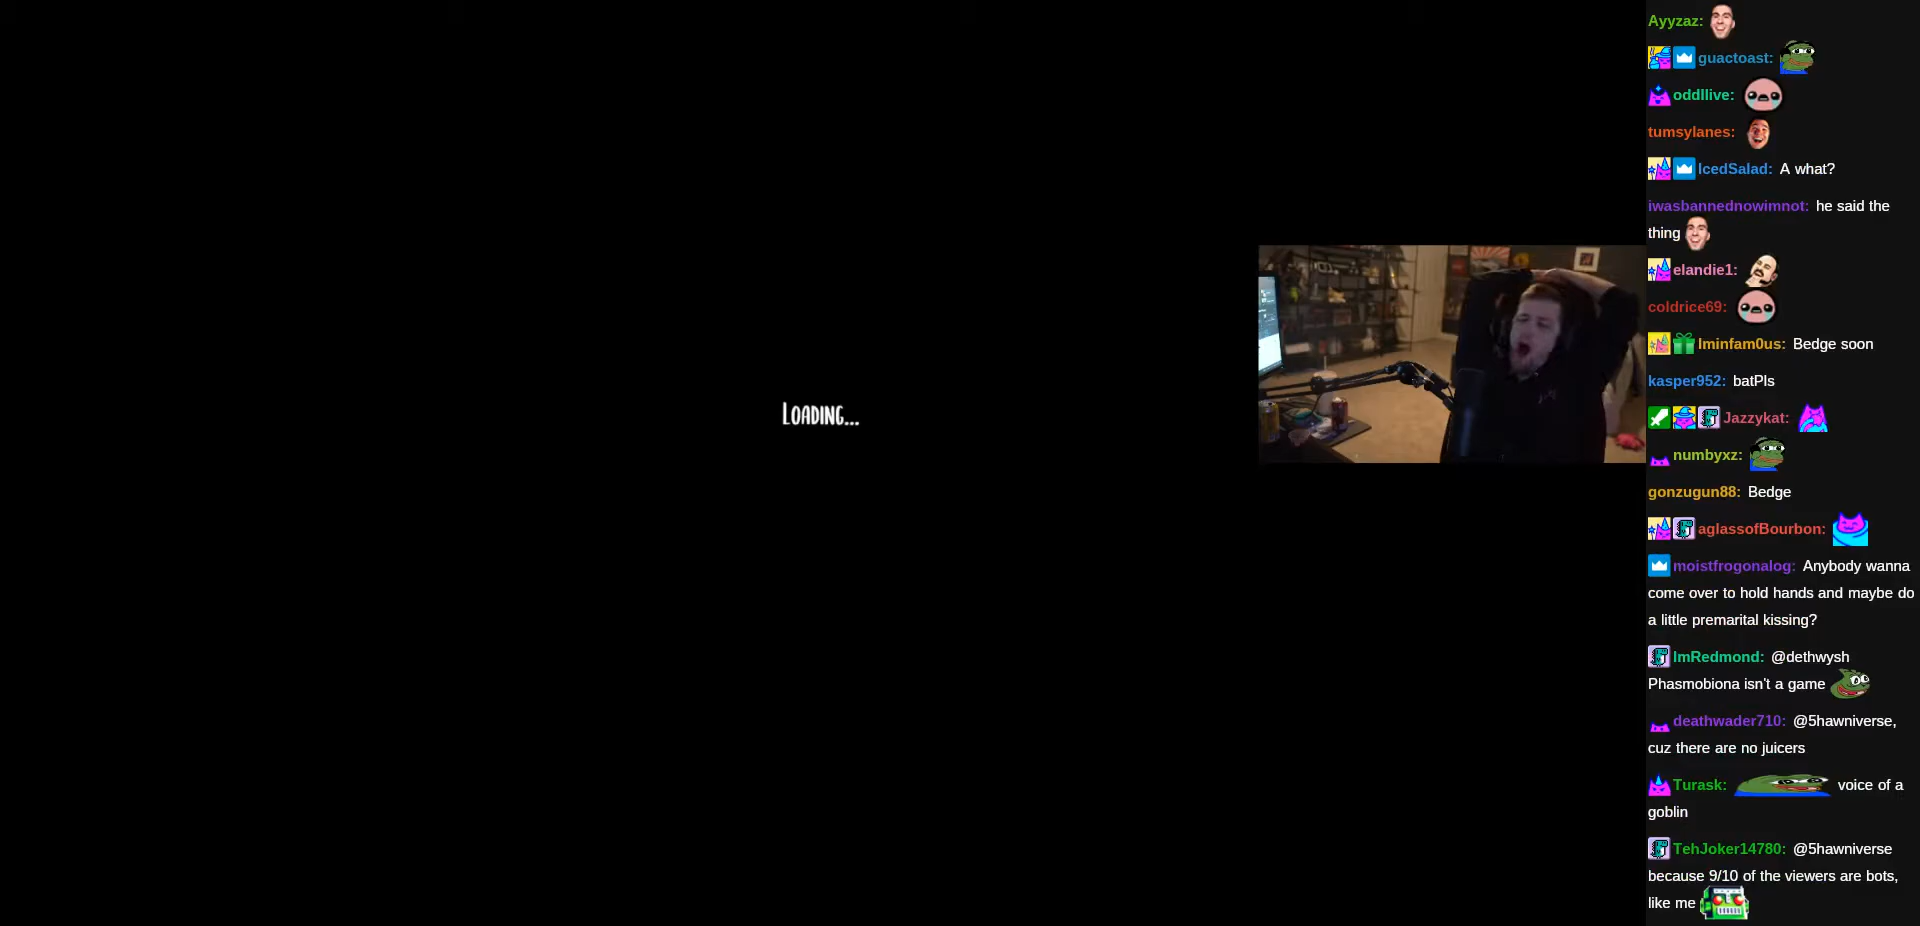 Loading...
Ayyzaz:
guactoast:
oddllive:
tumsylanes:
IcedSalad: A what?
iwasbannednowimnot: he said the
thing
elandie1:
coldrice69:
Iminfam0us: Bedge soon
kasper952: batPls
Jazzykat:
numbyxz:
gonzugun88: Bedge
aglassofBourbon:
moistfrogonalog: Anybody wanna
come over to hold hands and maybe do
a little premarital kissing?
ImRedmond: @dethwysh
Phasmobiona isn't a game
deathwader710: @5hawniverse,
cuz there are no juicers
Turask: voice of a
goblin
TehJoker14780: @5hawniverse
because 9/10 of the viewers are bots,
like me